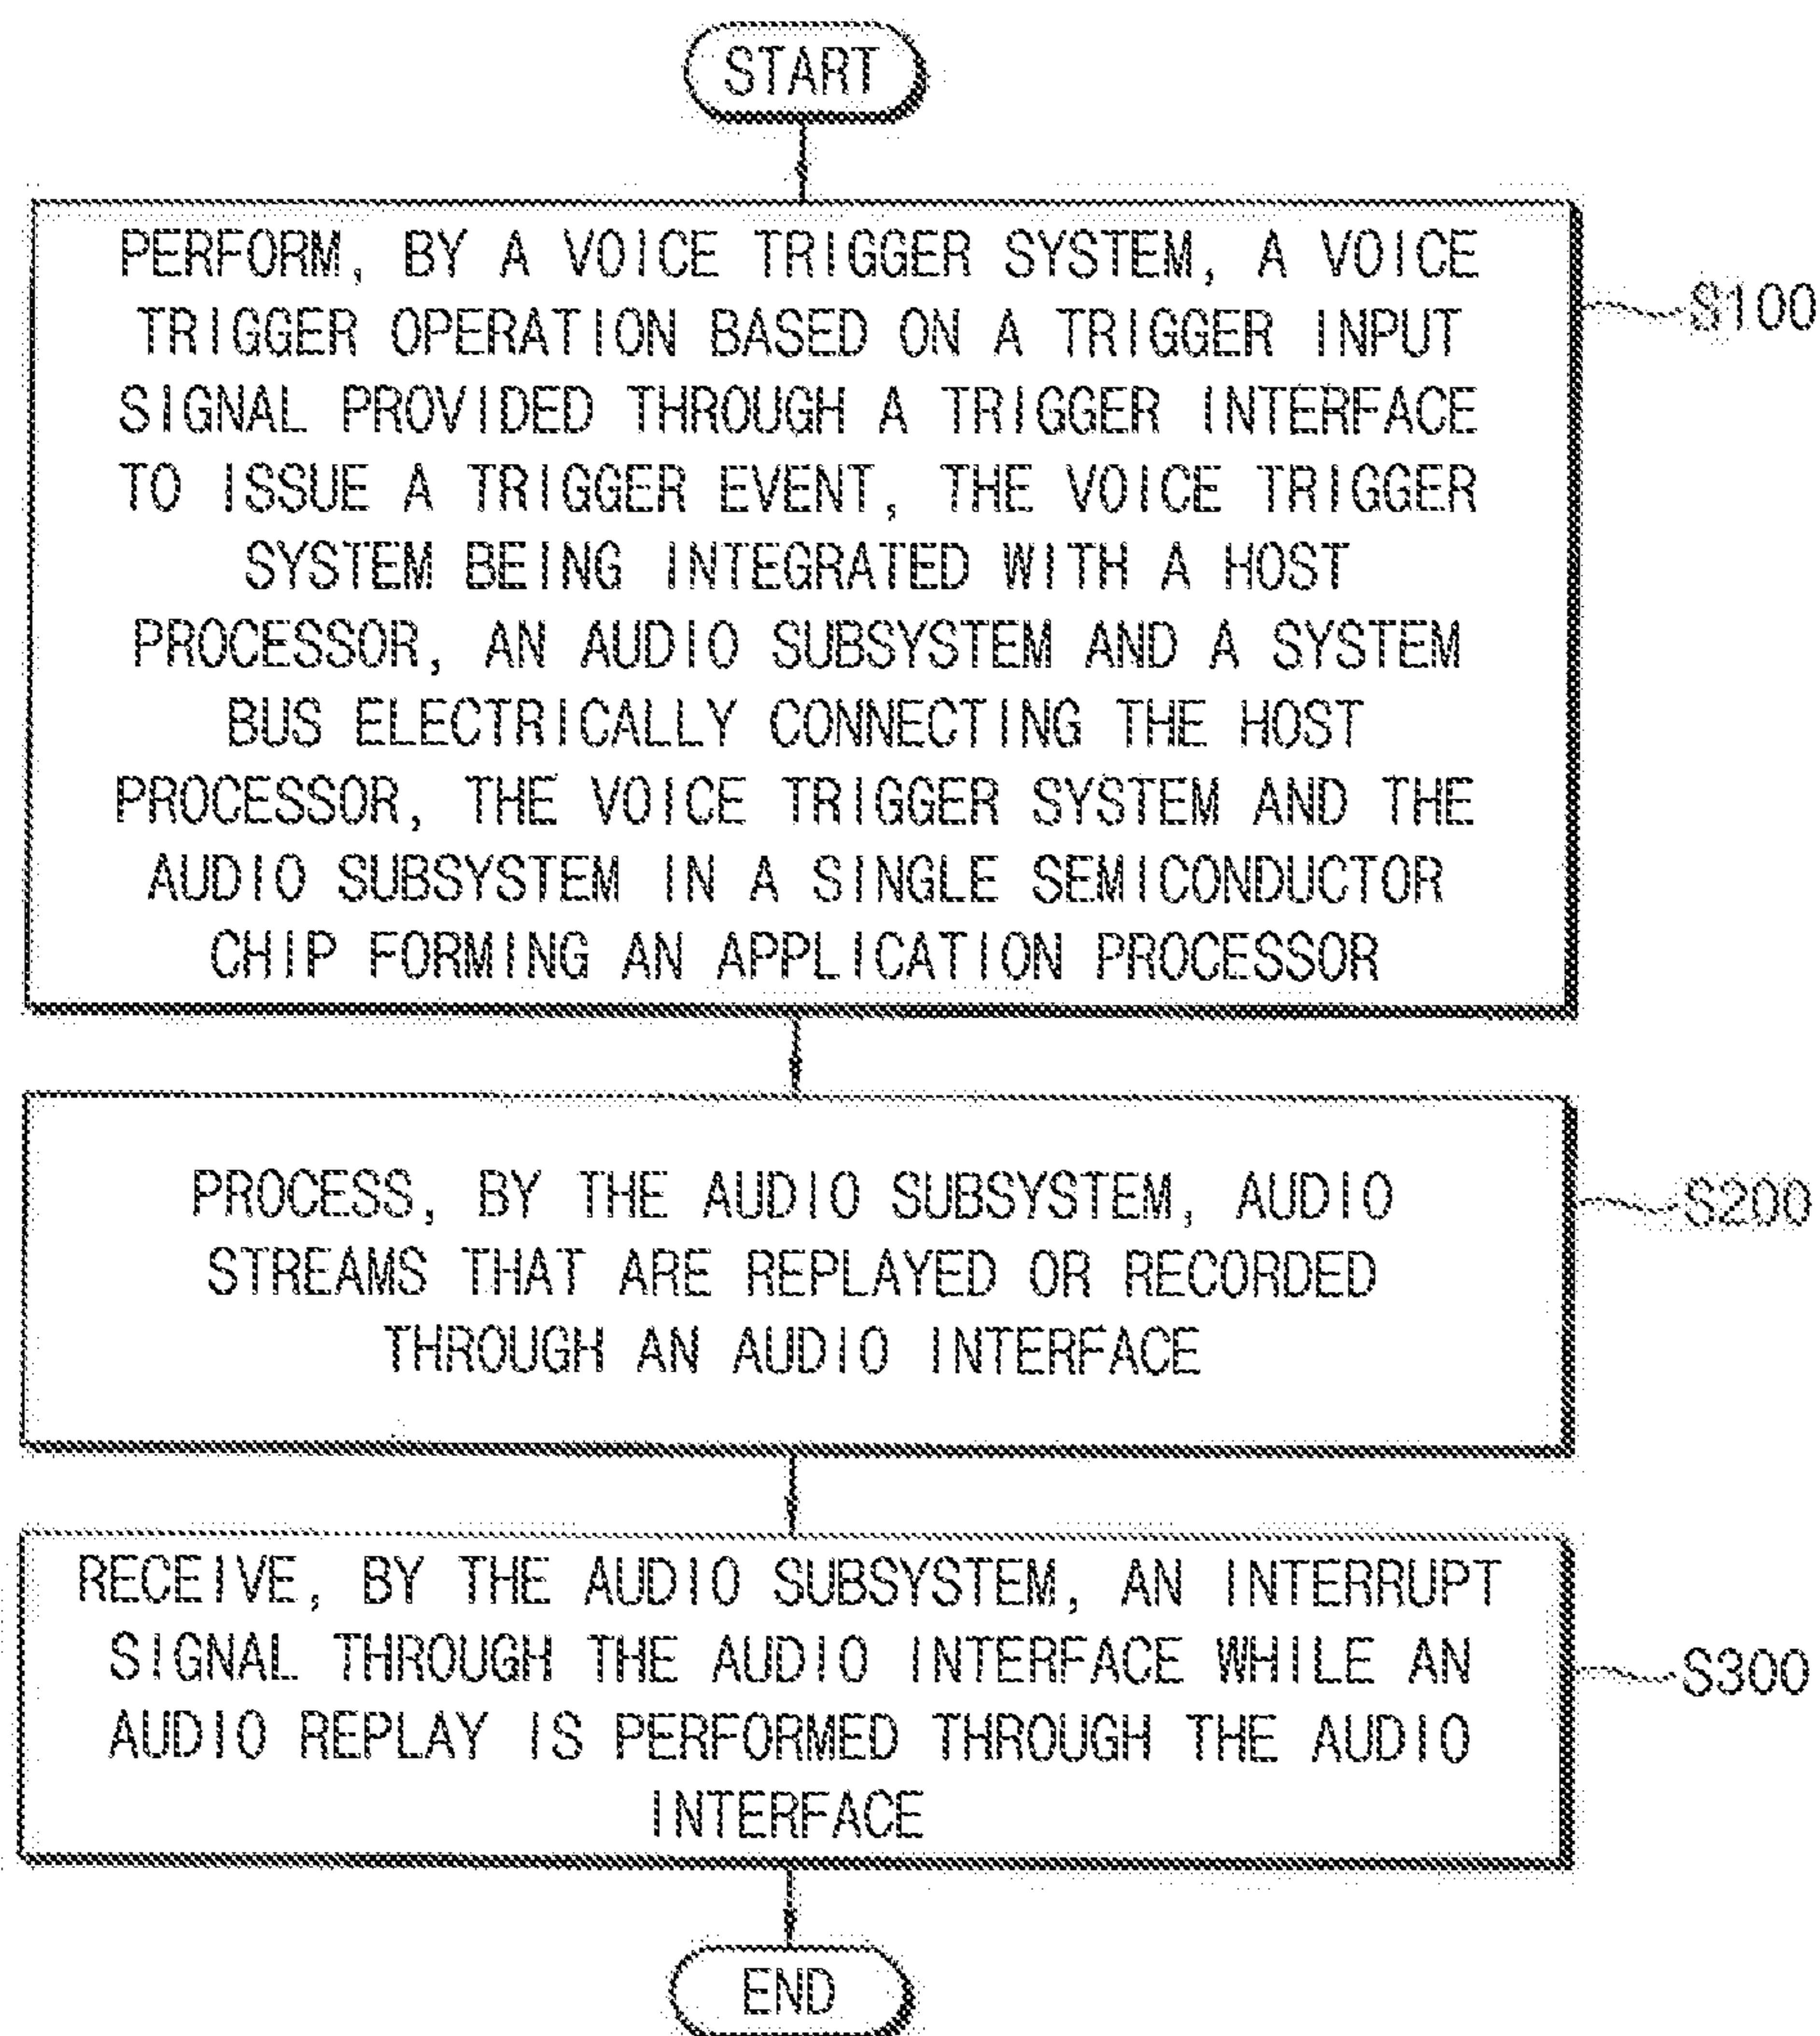 START
PERFORM, BY A VOICE TRIGGER SYSTEM, A VOICE
TRIGGER OPERATION BASED ON A TRIGGER INPUT
SIGNAL PROVIDED THROUGH A TRIGGER INTERFACE
TO ISSUE A TRIGGER EVENT, THE VOICE TRIGGER
SYSTEM BEING INTEGRATED WITH A HOST
PROCESSOR, AN AUDIO SUBSYSTEM AND A SYSTEM
BUS ELECTRICALLY CONNECTING THE HOST
PROCESSOR, THE VOICE TRIGGER SYSTEM AND THE
AUDIO SUBSYSTEM IN A SINGLE SEMICONDUCTOR
CHIP FORMING AN APPLICATION PROCESSOR
S100
PROCESS, BY THE AUDIO SUBSYSTEM, AUDIO
STREAMS THAT ARE REPLAYED OR RECORDED
THROUGH AN AUDIO INTERFACE
S200
RECEIVE, BY THE AUDIO SUBSYSTEM, AN INTERRUPT
SIGNAL THROUGH THE AUDIO INTERFACE WHILE AN
AUDIO REPLAY IS PERFORMED THROUGH THE AUDIO
INTERFACE
S300
END